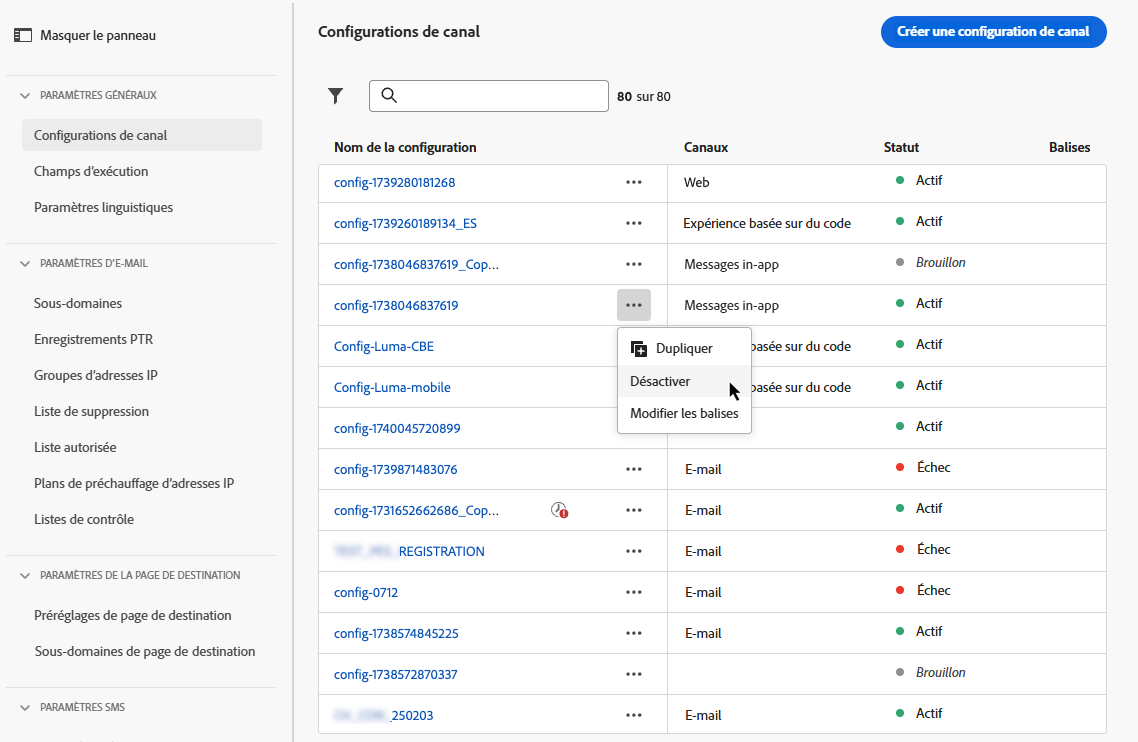 Masquer le panneau
PARAMÈTRES GÉNÉRAUX
Configurations de canal
Champs d'exécution
Paramètres linguistiques
PARAMÈTRES D'E-MAIL
Sous-domaines
Enregistrements PTR
Groupes d'adresses IP
Liste de suppression
Liste autorisée
Plans de préchauffage d'adresses IP
Listes de contrôle
PARAMÈTRES DE LA PAGE DE DESTINATION
Préréglages de page de destination
Sous-domaines de page de destination
PARAMÈTRES SMS
Configurations de canal
Créer une configuration de canal
80 sur 80
Nom de la configuration Canaux Statut Balises
config-1739280181268 Web Actif
config-1739260189134_ES Expérience basée sur du code Actif
config-1738046837619_Cop... Messages in-app Brouillon
config-1738046837619 Messages in-app Actif
Config-Luma-CBE basée sur du code Actif
Config-Luma-mobile basée sur du code Actif
config-1740045720899 Actif
Dupliquer
Désactiver
Modifier les balises
config-1739871483076 E-mail Échec
config-1731652662686_Cop... E-mail Actif
_REGISTRATION E-mail Échec
config-0712 E-mail Échec
config-1738574845225 E-mail Actif
config-1738572870337 Brouillon
_250203 E-mail Actif